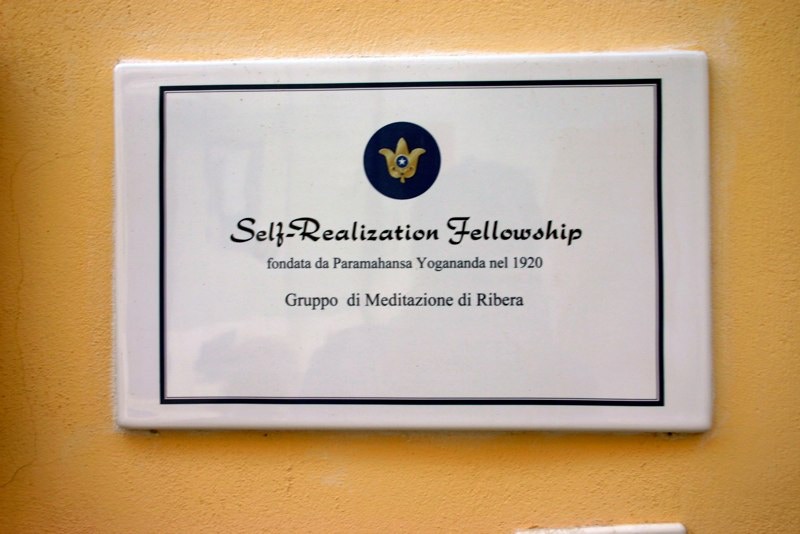 Self-Realization Fellowship
fondata da Paramahansa Yogananda nel 1920
Gruppo di Meditazione di Ribera